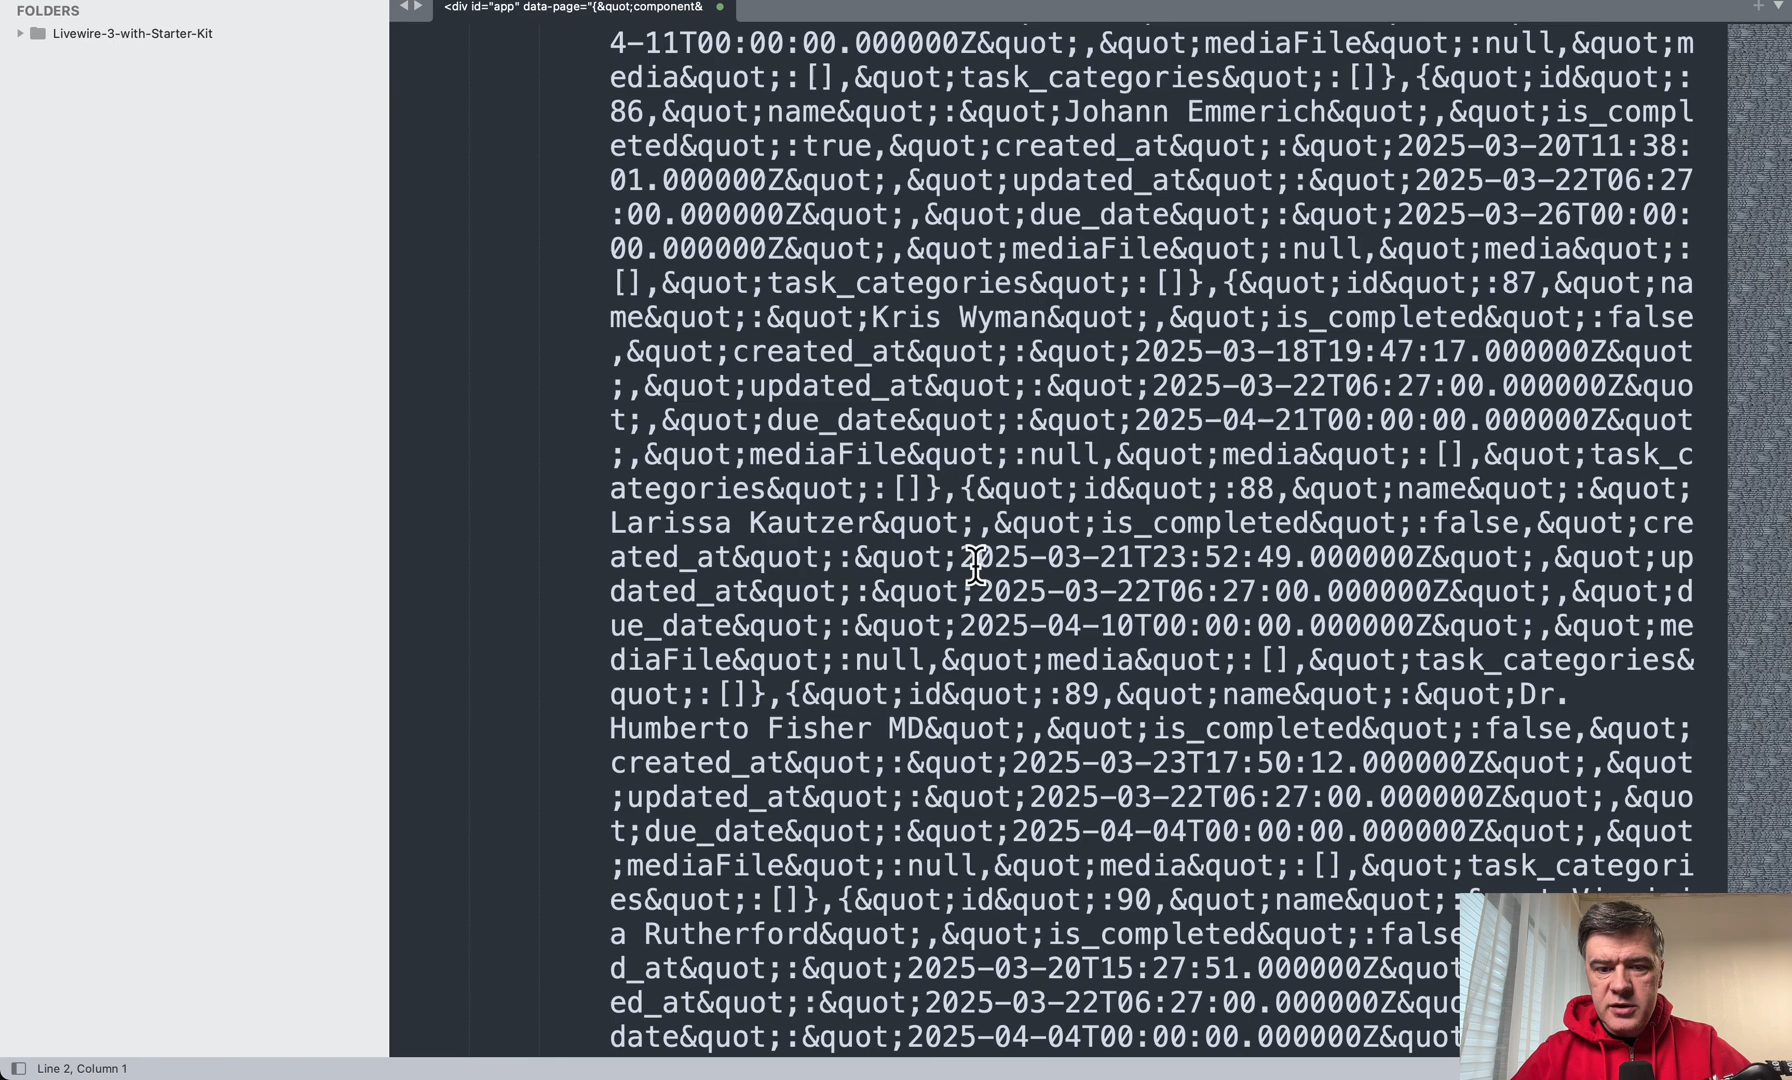 FOLDERS
Livewire-3-with-Starter-Kit
<div id="app" data-page="{&quot;component&
4-11T00:00:00.000000Z&quot;,&quot;mediaFile&quot;:null,&quot;m
edia&quot;:[],&quot;task_categories&quot;:[]},{&quot;id&quot;:
86,&quot;name&quot;:&quot;Johann Emmerich&quot;,&quot;is_compl
eted&quot;:true,&quot;created_at&quot;:&quot;2025-03-20T11:38:
01.000000Z&quot;,&quot;updated_at&quot;:&quot;2025-03-22T06:27
:00.000000Z&quot;,&quot;due_date&quot;:&quot;2025-03-26T00:00:
00.000000Z&quot;,&quot;mediaFile&quot;:null,&quot;media&quot;:
[],&quot;task_categories&quot;:[]},{&quot;id&quot;:87,&quot;na
me&quot;:&quot;Kris Wyman&quot;,&quot;is_completed&quot;:false
,&quot;created_at&quot;:&quot;2025-03-18T19:47:17.000000Z&quot
;,&quot;updated_at&quot;:&quot;2025-03-22T06:27:00.000000Z&quo
t;,&quot;due_date&quot;:&quot;2025-04-21T00:00:00.000000Z&quot
;,&quot;mediaFile&quot;:null,&quot;media&quot;:[],&quot;task_c
ategories&quot;:[]},{&quot;id&quot;:88,&quot;name&quot;:&quot;
Larissa Kautzer&quot;,&quot;is_completed&quot;:false,&quot;cre
ated_at&quot;:&quot;2025-03-21T23:52:49.000000Z&quot;,&quot;up
dated_at&quot;:&quot;2025-03-22T06:27:00.000000Z&quot;,&quot;d
ue_date&quot;:&quot;2025-04-10T00:00:00.000000Z&quot;,&quot;me
diaFile&quot;:null,&quot;media&quot;:[],&quot;task_categories&
quot;:[]},{&quot;id&quot;:89,&quot;name&quot;:&quot;Dr.
Humberto Fisher MD&quot;,&quot;is_completed&quot;:false,&quot;
created_at&quot;:&quot;2025-03-23T17:50:12.000000Z&quot;,&quot
;updated_at&quot;:&quot;2025-03-22T06:27:00.000000Z&quot;,&quo
t;due_date&quot;:&quot;2025-04-04T00:00:00.000000Z&quot;,&quot
;mediaFile&quot;:null,&quot;media&quot;:[],&quot;task_categori
es&quot;:[]},{&quot;id&quot;:90,&quot;name&quot;:
a Rutherford&quot;,&quot;is_completed&quot;:false
d_at&quot;:&quot;2025-03-20T15:27:51.000000Z&quot
ed_at&quot;:&quot;2025-03-22T06:27:00.000000Z&quo
date&quot;:&quot;2025-04-04T00:00:00.000000Z&quot
Line 2, Column 1